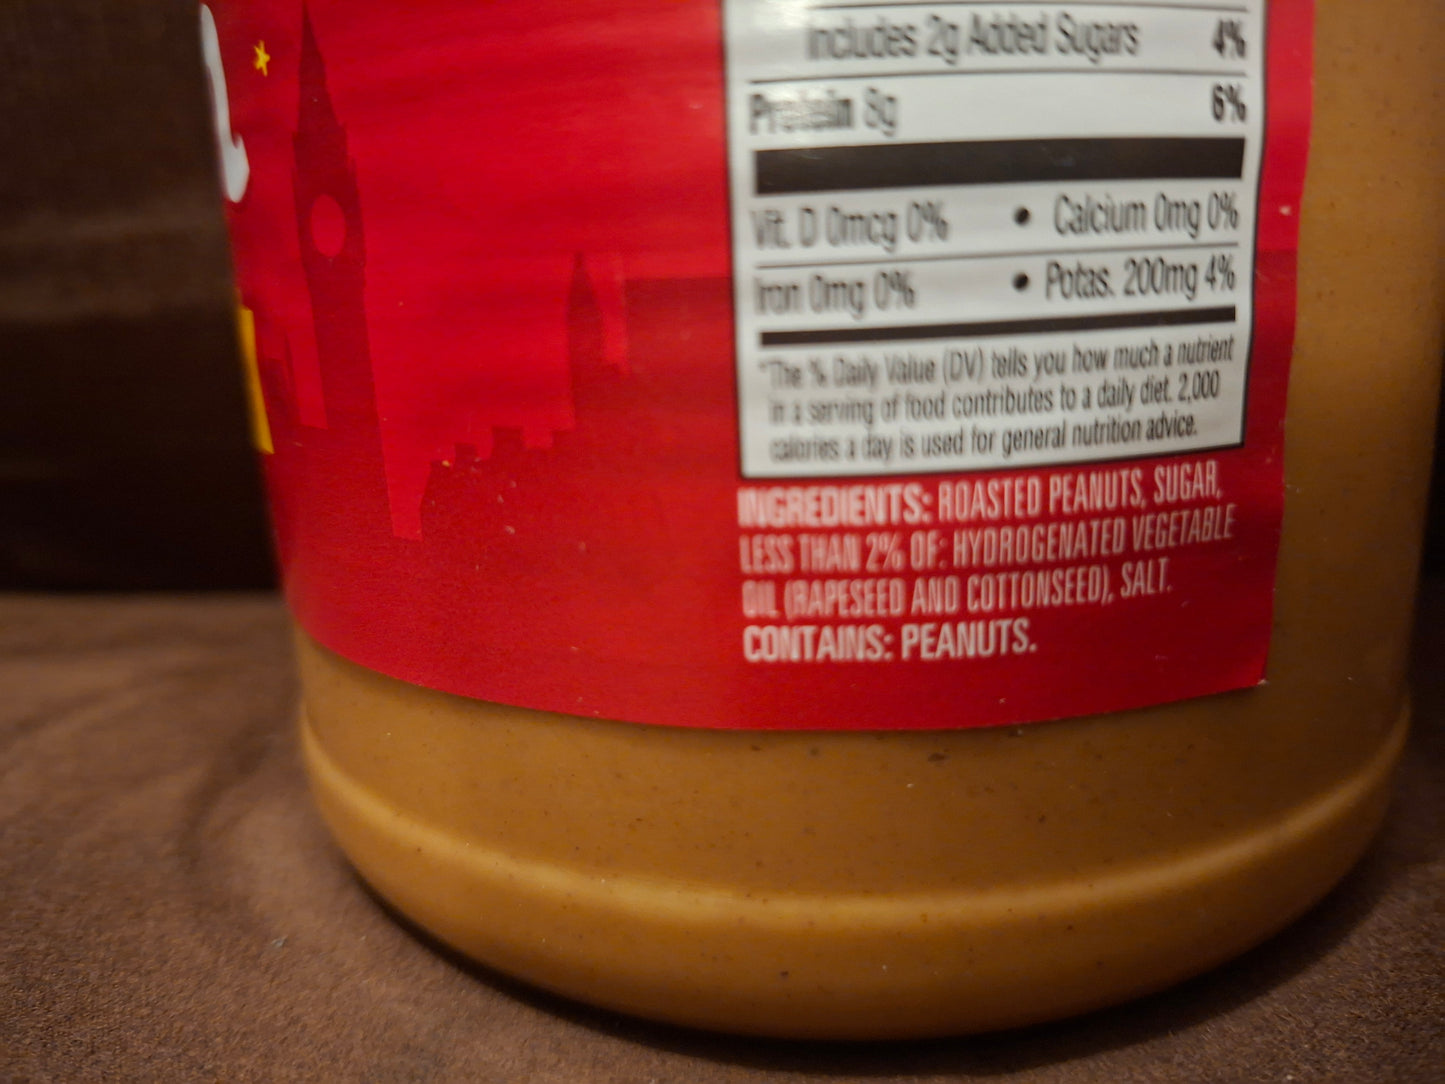 Includes 2g Added Sugars 4%
Protein 8g 6%
Vit. D 0mcg 0% • Calcium 0mg 0%
Iron 0mg 0% • Potas. 200mg 4%
*The % Daily Value (DV) tells you how much a nutrient
in a serving of food contributes to a daily diet. 2,000
calories a day is used for general nutrition advice.
INGREDIENTS: ROASTED PEANUTS, SUGAR,
LESS THAN 2% OF: HYDROGENATED VEGETABLE
OIL (RAPESEED AND COTTONSEED), SALT.
CONTAINS: PEANUTS.